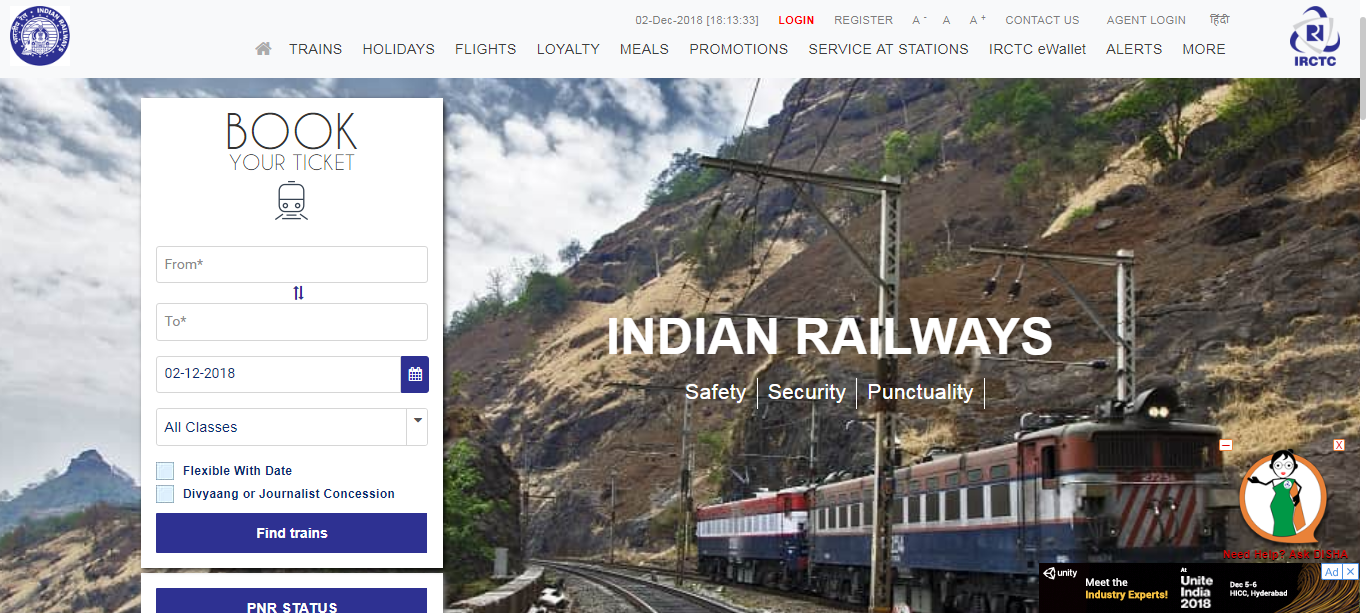 INDIAN RAILWAYS
02-Dec-2018 [18:13:33] LOGIN REGISTER A - A A + CONTACT US AGENT LOGIN हिंदी
TRAINS HOLIDAYS FLIGHTS LOYALTY MEALS PROMOTIONS SERVICE AT STATIONS IRCTC eWallet ALERTS MORE
IRCTC
BOOK
YOUR TICKET
From*
To*
02-12-2018
All Classes
Flexible With Date
Divyaang or Journalist Concession
Find trains
PNR STATUS
INDIAN RAILWAYS
Safety | Security | Punctuality |
X
Need Help? Ask DISHA
unity
Meet the
Industry Experts!
At
Unite
India
2018
Dec 5-6
HICC, Hyderabad
Ad X